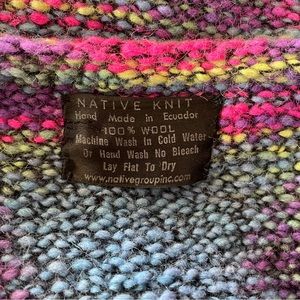 NATIVE KNIT
Hand Made in Ecuador
100% WOOL
Machine Wash In Cold Water
Or Hand Wash No Bleach
Lay Flat To Dry
www.nativegroupinc.com